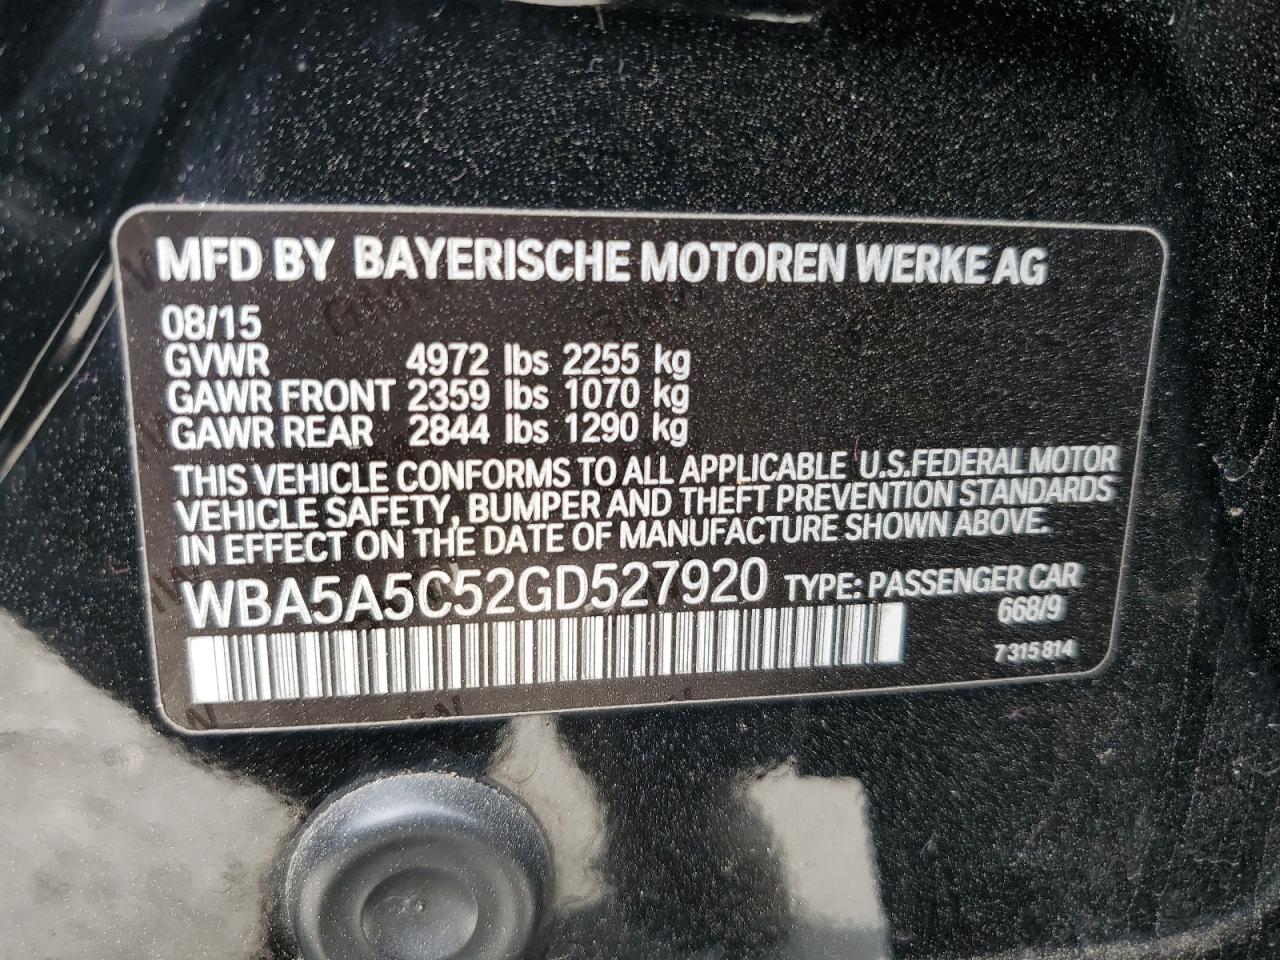 MFD BY BAYERISCHE MOTOREN WERKE AG
08/15
GVWR 4972 lbs 2255 kg
GAWR FRONT 2359 lbs 1070 kg
GAWR REAR 2844 lbs 1290 kg
THIS VEHICLE CONFORMS TO ALL APPLICABLE U.S.FEDERAL MOTOR
VEHICLE SAFETY, BUMPER AND THEFT PREVENTION STANDARDS
IN EFFECT ON THE DATE OF MANUFACTURE SHOWN ABOVE.
WBA5A5C52GD527920 TYPE: PASSENGER CAR
668/9
7 315 814